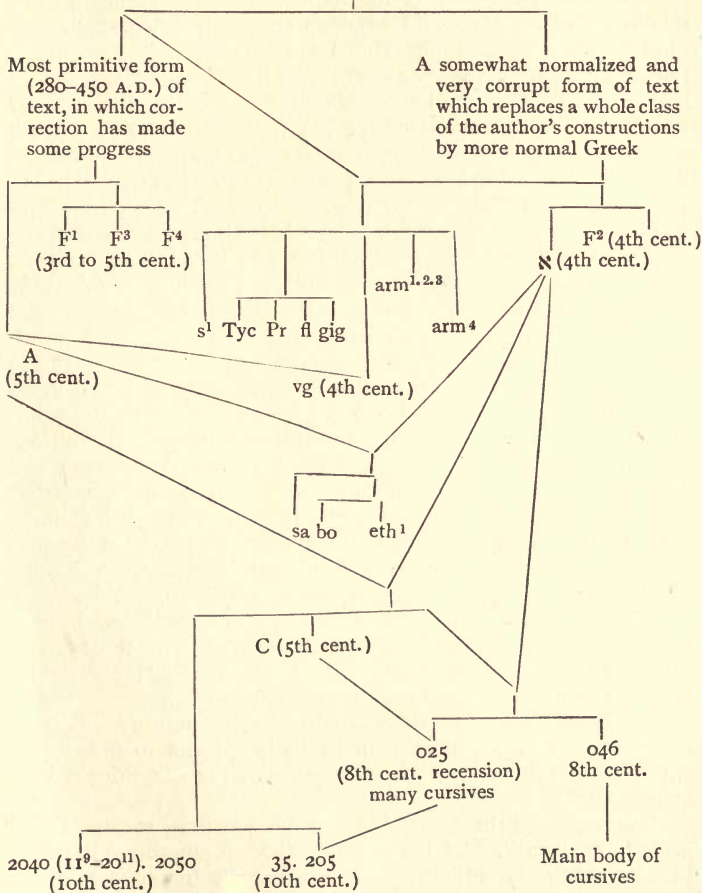 Most primitive form
(280–450 A.D.) of
text, in which cor-
rection has made
some progress
A somewhat normalized and
very corrupt form of text
which replaces a whole class
of the author's constructions
by more normal Greek
F¹ F³ F⁴
(3rd to 5th cent.)
F² (4th cent.)
א (4th cent.)
arm¹·²·³
s¹ Tyc Pr fl gig
arm⁴
A
(5th cent.)
vg (4th cent.)
sa bo eth¹
C (5th cent.)
025
(8th cent. recension)
many cursives
046
8th cent.
2040 (11⁹–20¹¹). 2050
(10th cent.)
35. 205
(10th cent.)
Main body of
cursives